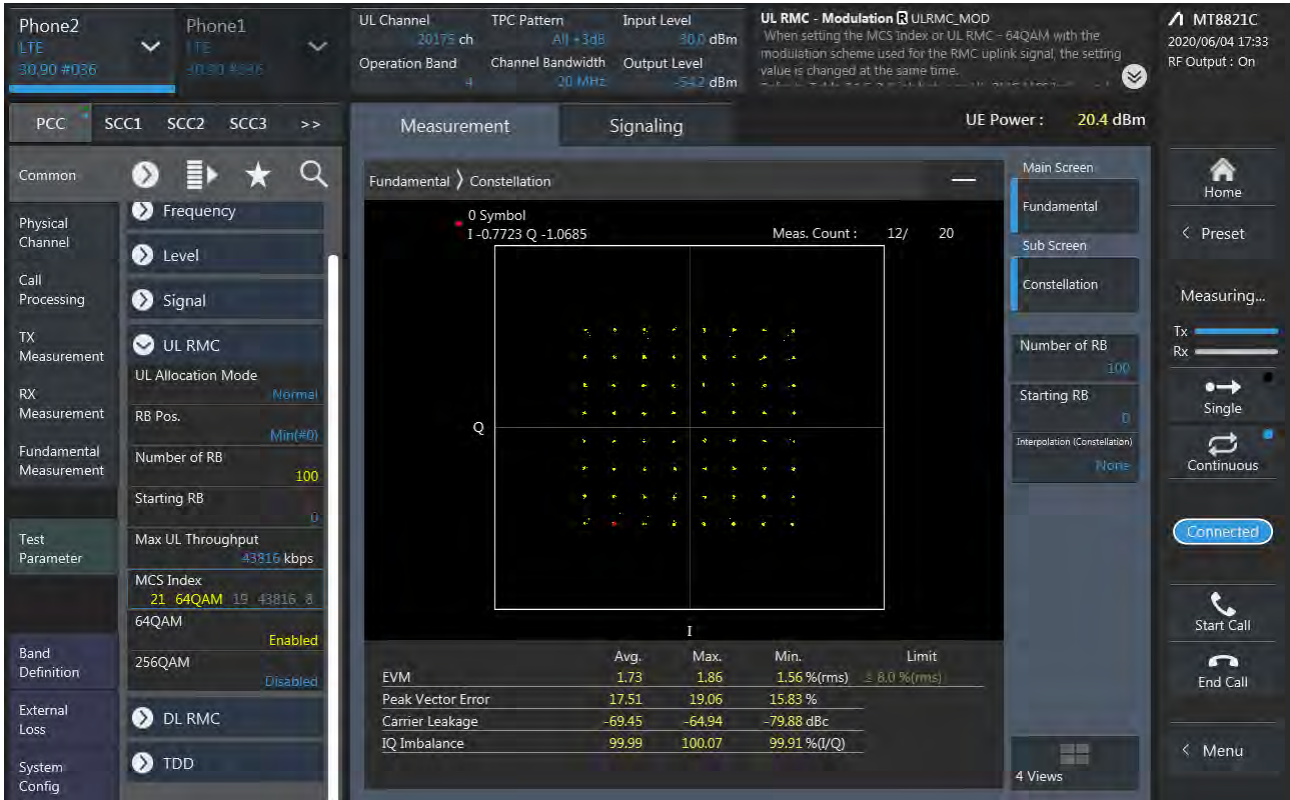 Phone2
LTE
30.90 #036
Phone1
LTE
UL Channel
20175 ch
Operation Band
4
TPC Pattern
All +3dB
Channel Bandwidth
20 MHz
Input Level
30.0 dBm
Output Level
-54.2 dBm
UL RMC - Modulation R ULRMC_MOD
When setting the MCS Index or UL RMC - 64QAM with the
modulation scheme used for the RMC uplink signal, the setting
value is changed at the same time.
MT8821C
2020/06/04 17:33
RF Output : On
PCC SCC1 SCC2 SCC3 >>
Measurement Signaling
UE Power : 20.4 dBm
Common
Physical
Channel
Call
Processing
TX
Measurement
RX
Measurement
Fundamental
Measurement
Test
Parameter
Band
Definition
External
Loss
System
Config
Frequency
Level
Signal
UL RMC
UL Allocation Mode
Normal
RB Pos.
Min(#0)
Number of RB
100
Starting RB
0
Max UL Throughput
43816 kbps
MCS Index
21 64QAM 19 43816 8
64QAM
Enabled
256QAM
Disabled
DL RMC
TDD
Fundamental 〉 Constellation
0 Symbol
I -0.7723 Q -1.0685
Meas. Count : 12/ 20
Q
I
Avg. Max. Min. Limit
EVM 1.73 1.86 1.56 %(rms) ≤ 8.0 %(rms)
Peak Vector Error 17.51 19.06 15.83 %
Carrier Leakage -69.45 -64.94 -79.88 dBc
IQ Imbalance 99.99 100.07 99.91 %(I/Q)
Main Screen
Fundamental
Sub Screen
Constellation
Number of RB
100
Starting RB
0
Interpolation (Constellation)
None
4 Views
Home
< Preset
Measuring...
Tx
Rx
Single
Continuous
Connected
Start Call
End Call
< Menu